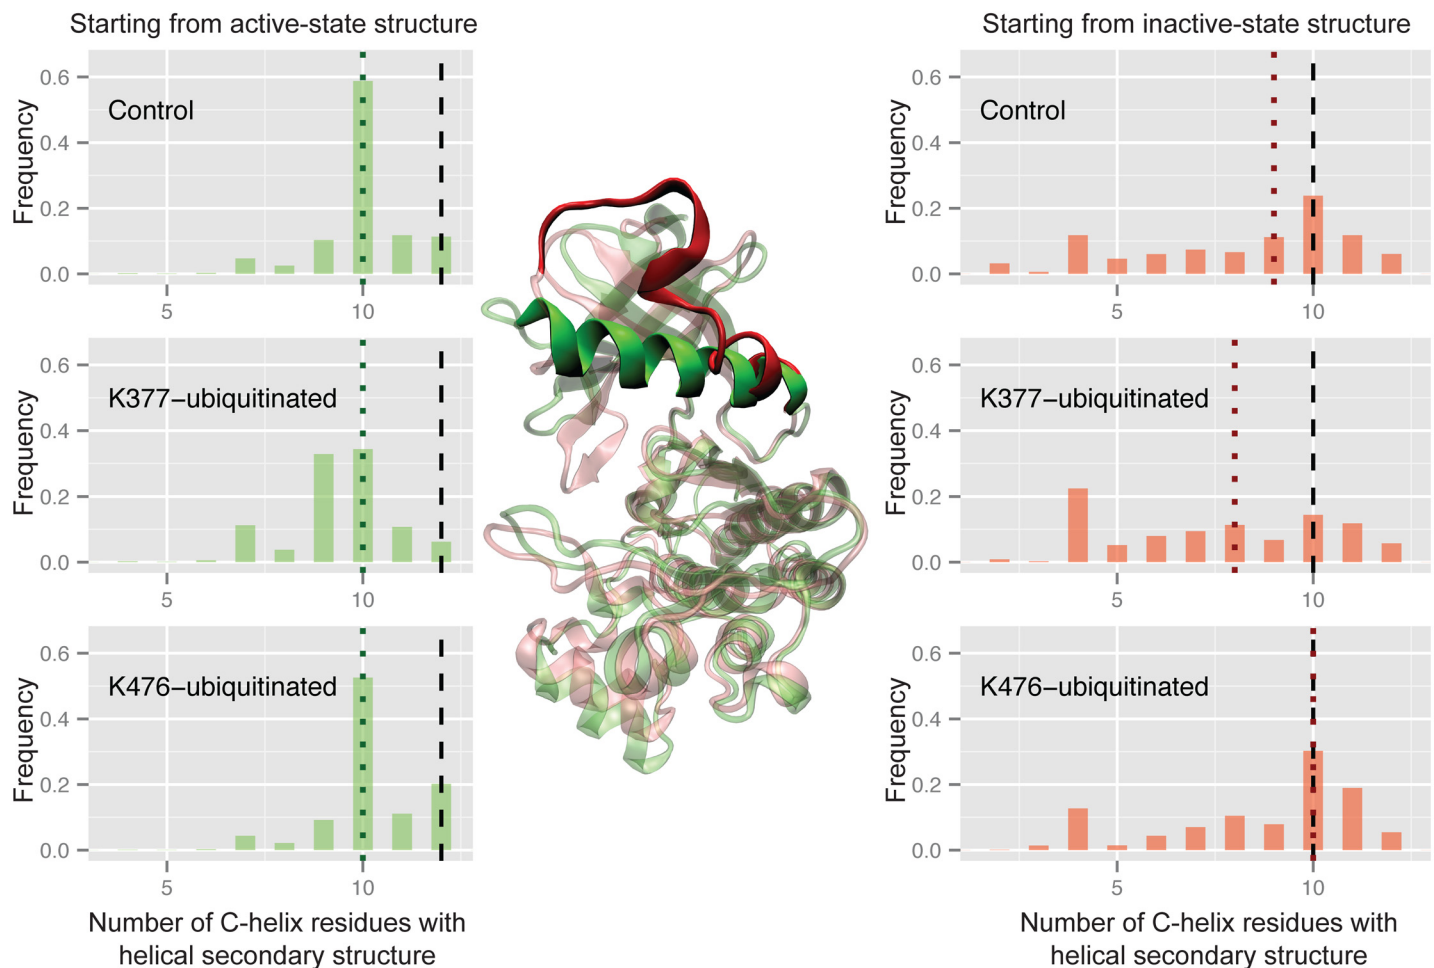 Starting from active-state structure
Frequency
0.6
0.4
0.2
0.0
Control
5
10
Frequency
0.6
0.4
0.2
0.0
K377−ubiquitinated
5
10
Frequency
0.6
0.4
0.2
0.0
K476−ubiquitinated
5
10
Number of C-helix residues with
helical secondary structure
Starting from inactive-state structure
Frequency
0.6
0.4
0.2
0.0
Control
5
10
Frequency
0.6
0.4
0.2
0.0
K377−ubiquitinated
5
10
Frequency
0.6
0.4
0.2
0.0
K476−ubiquitinated
5
10
Number of C-helix residues with
helical secondary structure